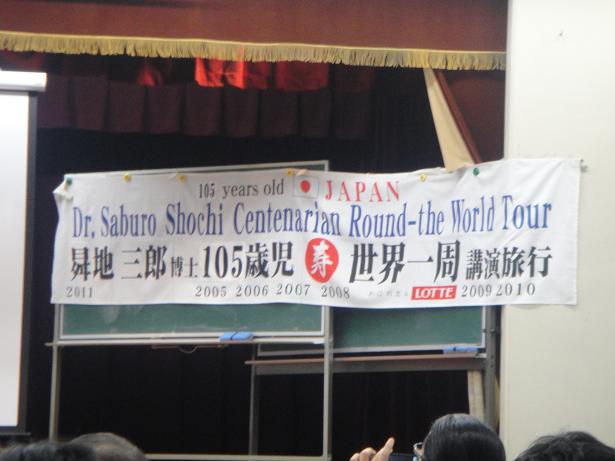 105 years old JAPAN
Dr. Saburo Shochi Centenarian Round-the World Tour
曻地 三郎 博士 105歳児 寿 世界一周 講演旅行
2011 2005 2006 2007 2008 LOTTE 2009 2010